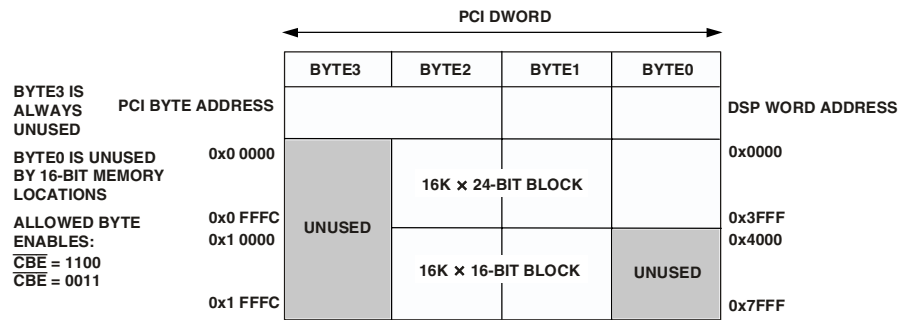 PCI DWORD
BYTE3 BYTE2 BYTE1 BYTE0
BYTE3 IS
ALWAYS
UNUSED
PCI BYTE ADDRESS
DSP WORD ADDRESS
BYTE0 IS UNUSED
BY 16-BIT MEMORY
LOCATIONS
ALLOWED BYTE
ENABLES:
CBE = 1100
CBE = 0011
0x0 0000
0x0 FFFC
0x1 0000
0x1 FFFC
UNUSED
16K × 24-BIT BLOCK
16K × 16-BIT BLOCK
UNUSED
0x0000
0x3FFF
0x4000
0x7FFF